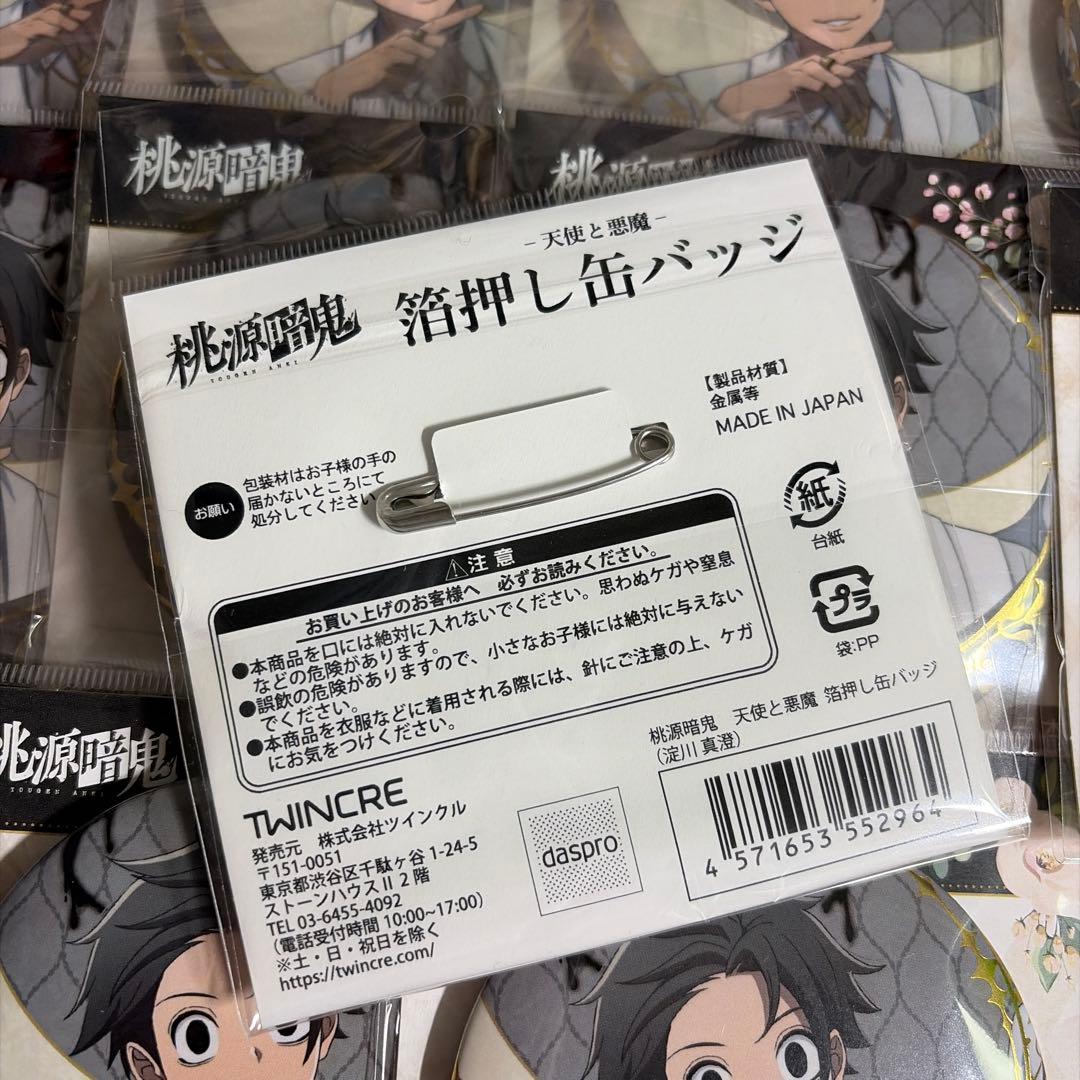 桃源暗鬼
桃源暗鬼
-天使と悪魔-
桃源暗鬼 箔押し缶バッジ
TOUGEN ANKI
【製品材質】
金属等
MADE IN JAPAN
お願い
包装材はお子様の手の
届かないところにて
処分してください
紙
台紙
プラ
袋:PP
注意
お買い上げのお客様へ 必ずお読みください。
●本商品を口には絶対に入れないでください。思わぬケガや窒息
などの危険があります。
●誤飲の危険がありますので、小さなお子様には絶対に与えない
でください。
●本商品を衣服などに着用される際には、針にご注意の上、ケガ
にお気をつけください。
桃源暗鬼 天使と悪魔 箔押し缶バッジ
（淀川 真澄）
4 571653 552964
TWINCRE
発売元 株式会社ツインクル
〒151-0051
東京都渋谷区千駄ヶ谷 1-24-5
ストーンハウスⅡ 2階
TEL 03-6455-4092
（電話受付時間 10:00~17:00）
※土・日・祝日を除く
https://twincre.com/
daspro
桃源暗鬼
TOUGEN ANKI